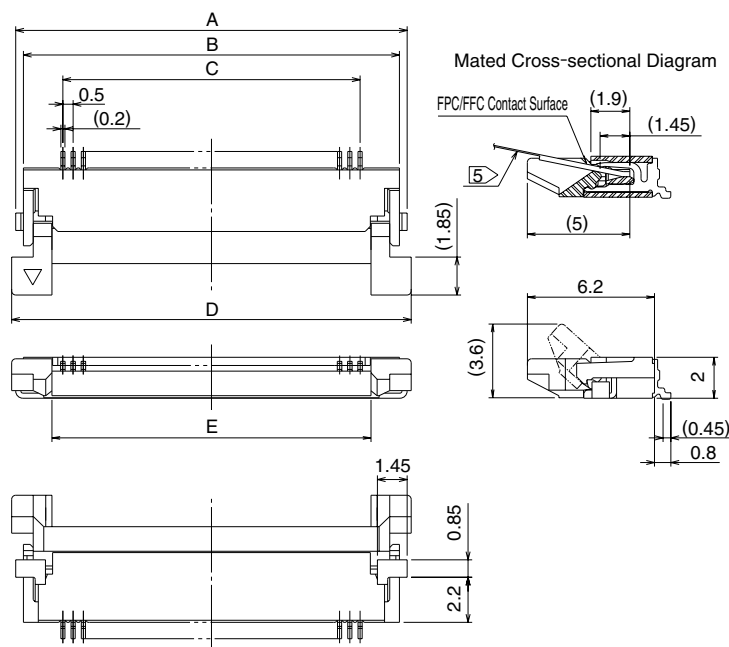 A
B
C
0.5
(0.2)
Mated Cross-sectional Diagram
FPC/FFC Contact Surface
(1.9)
(1.45)
5
(5)
(1.85)
D
6.2
(3.6)
2
(0.45)
0.8
E
1.45
0.85
2.2